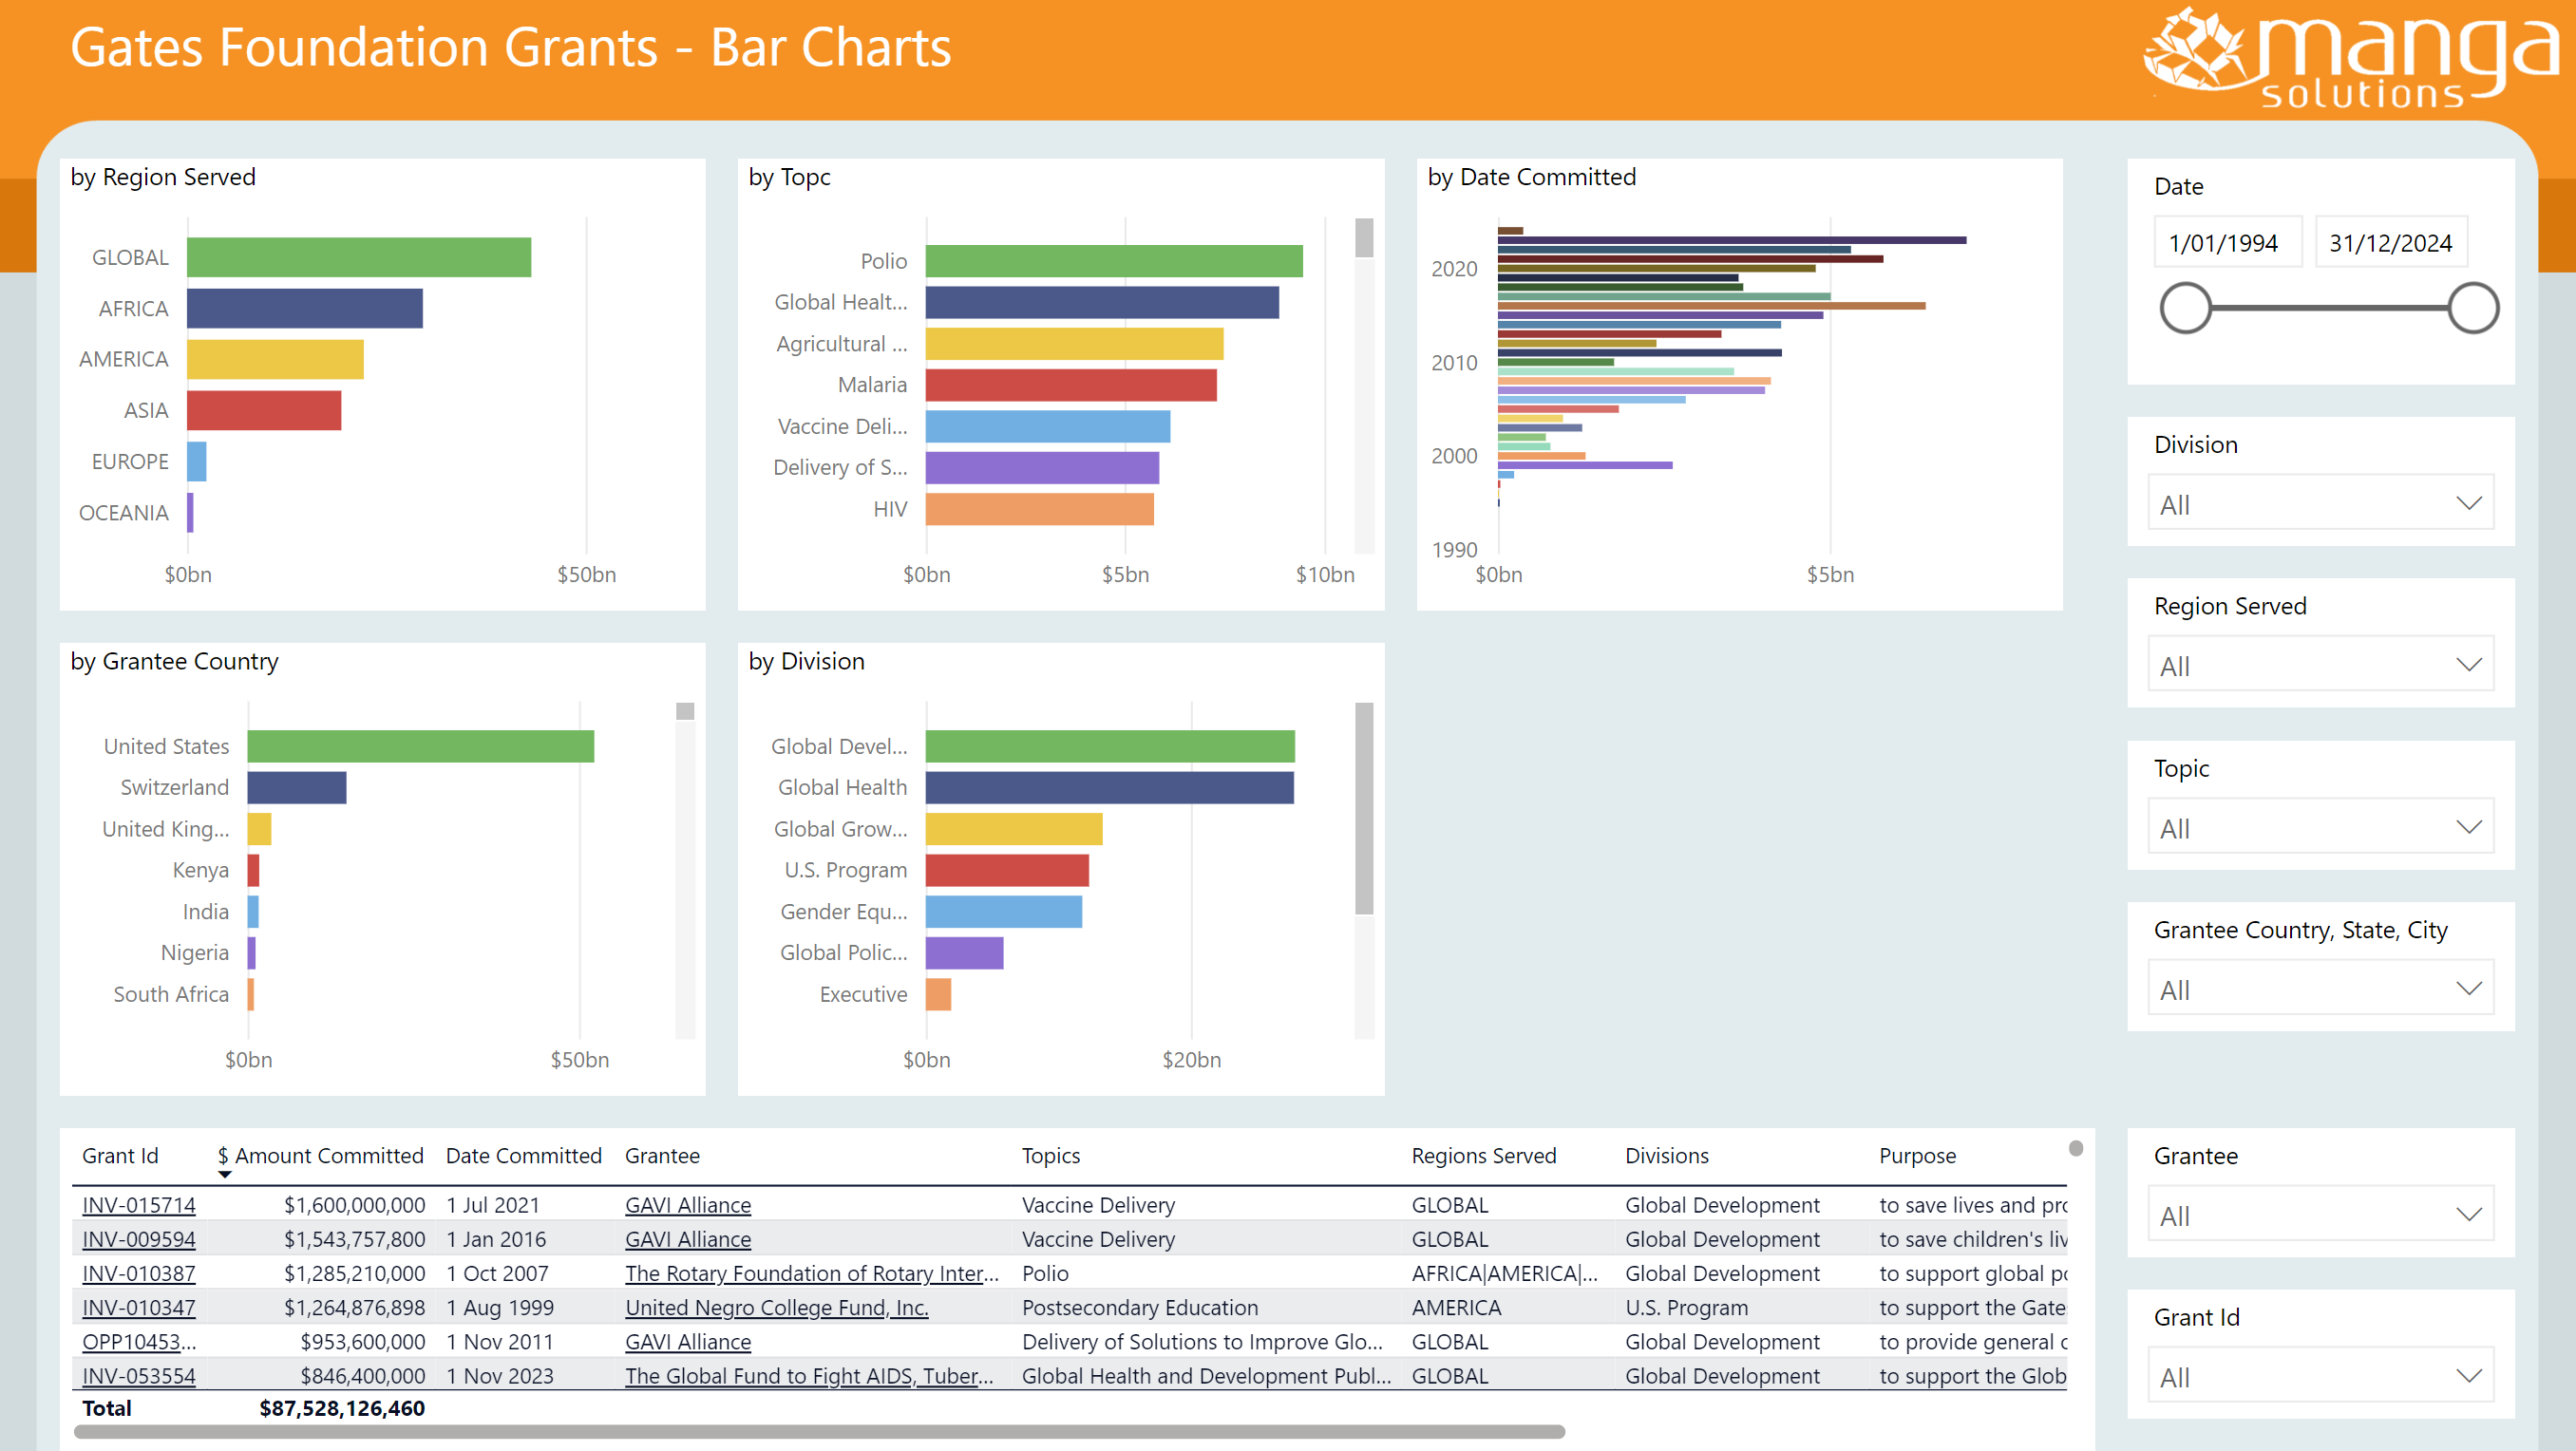 Gates Foundation Grants - Bar Charts
manga
solutions
by Region Served
GLOBAL
AFRICA
AMERICA
ASIA
EUROPE
OCEANIA
$0bn $50bn
by Topc
Polio
Global Healt...
Agricultural ...
Malaria
Vaccine Deli...
Delivery of S...
HIV
$0bn $5bn $10bn
by Date Committed
2020
2010
2000
1990
$0bn $5bn
by Grantee Country
United States
Switzerland
United King...
Kenya
India
Nigeria
South Africa
$0bn $50bn
by Division
Global Devel...
Global Health
Global Grow...
U.S. Program
Gender Equ...
Global Polic...
Executive
$0bn $20bn
Date
1/01/1994 31/12/2024
Division
All
Region Served
All
Topic
All
Grantee Country, State, City
All
Grant Id $ Amount Committed Date Committed Grantee Topics Regions Served Divisions Purpose
INV-015714 $1,600,000,000 1 Jul 2021 GAVI Alliance Vaccine Delivery GLOBAL Global Development to save lives and pro
INV-009594 $1,543,757,800 1 Jan 2016 GAVI Alliance Vaccine Delivery GLOBAL Global Development to save children's liv
INV-010387 $1,285,210,000 1 Oct 2007 The Rotary Foundation of Rotary Inter... Polio AFRICA|AMERICA|... Global Development to support global po
INV-010347 $1,264,876,898 1 Aug 1999 United Negro College Fund, Inc. Postsecondary Education AMERICA U.S. Program to support the Gate
OPP10453... $953,600,000 1 Nov 2011 GAVI Alliance Delivery of Solutions to Improve Glo... GLOBAL Global Development to provide general o
INV-053554 $846,400,000 1 Nov 2023 The Global Fund to Fight AIDS, Tuber... Global Health and Development Publ... GLOBAL Global Development to support the Glob
Total $87,528,126,460
Grantee
All
Grant Id
All